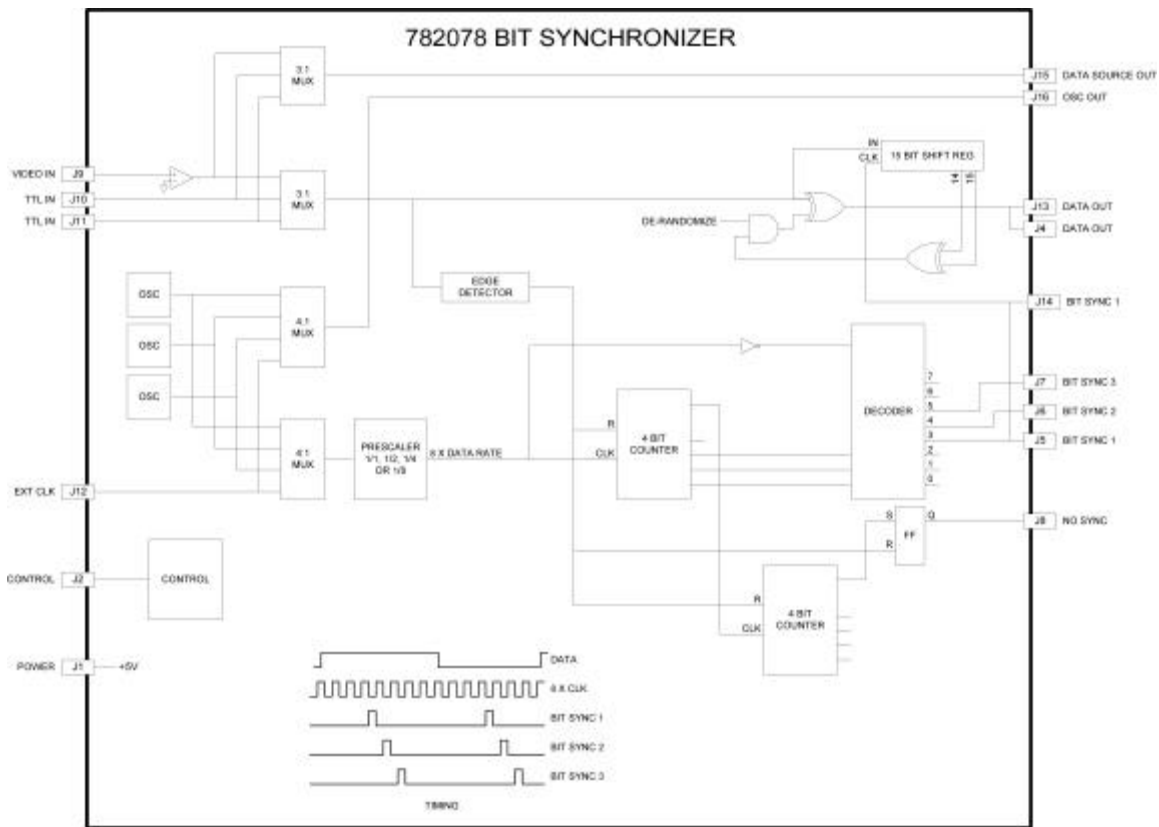 782078 BIT SYNCHRONIZER
3:1
MUX
J15 DATA SOURCE OUT
J16 OSC OUT
VIDEO IN J9
TTL IN J10
TTL IN J11
3:1
MUX
IN
CLK
15 BIT SHIFT REG
14
15
DE-RANDOMIZE
J13 DATA OUT
J4 DATA OUT
OSC
OSC
OSC
4:1
MUX
EDGE
DETECTOR
J14 BIT SYNC 1
4:1
MUX
PRESCALER
1/1, 1/2, 1/4
OR 1/8
8 X DATA RATE
R
CLK
4 BIT
COUNTER
DECODER
7
6
5
4
3
2
1
0
J7 BIT SYNC 3
J6 BIT SYNC 2
J5 BIT SYNC 1
EXT CLK J12
S
R
Q
FF
J8 NO SYNC
CONTROL J2
CONTROL
R
CLK
4 BIT
COUNTER
POWER J1 +5V
DATA
8 X CLK
BIT SYNC 1
BIT SYNC 2
BIT SYNC 3
TIMING